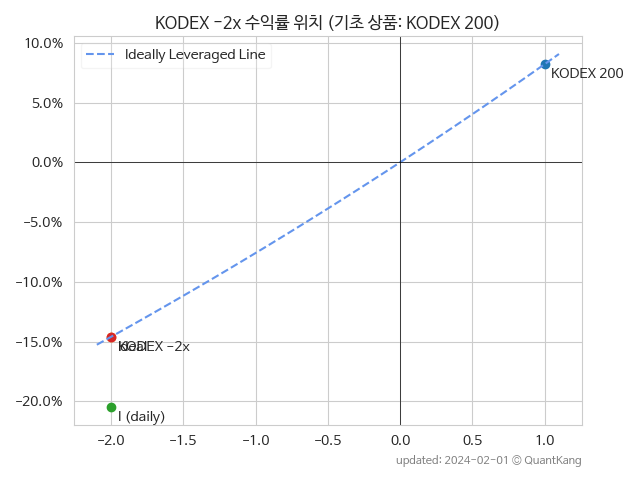 KODEX -2x 수익률 위치 (기초 상품: KODEX 200)
10.0%
Ideally Leveraged Line
KODEX 200
5.0%
0.0%
-5.0%
-10.0%
-15.0%
KODEX -2x
-20.0%
I (daily)
-2.0 -1.5 -1.0 -0.5 0.0 0.5 1.0
updated: 2024-02-01 © QuantKang